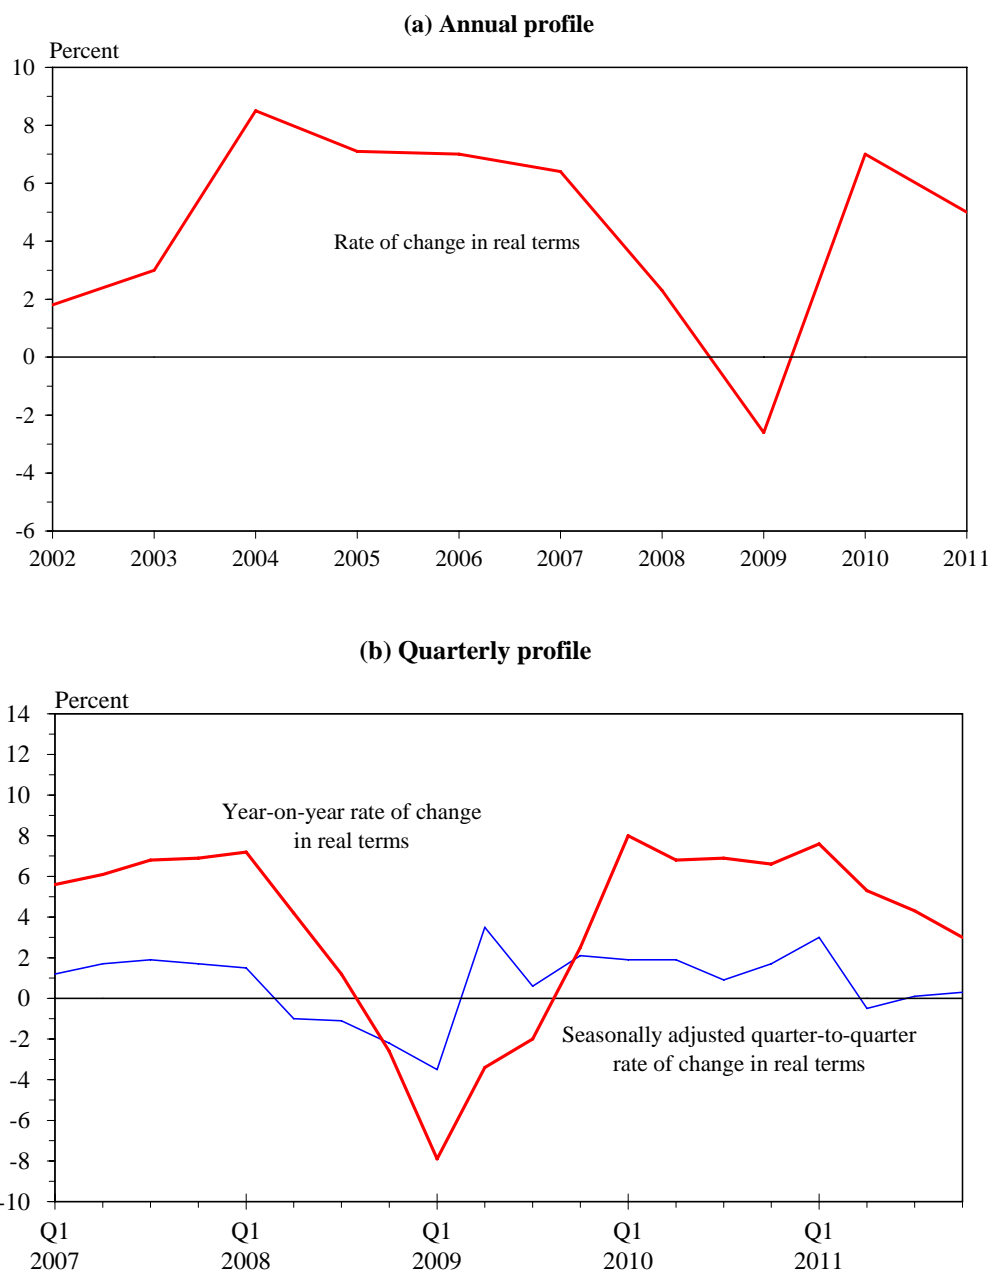 (a) Annual profile
Percent
10
8
6
4
2
0
-2
-4
-6
Rate of change in real terms
2002 2003 2004 2005 2006 2007 2008 2009 2010 2011
(b) Quarterly profile
Percent
14
12
10
8
6
4
2
0
-2
-4
-6
-8
-10
Year-on-year rate of change
in real terms
Seasonally adjusted quarter-to-quarter
rate of change in real terms
Q1 Q1 Q1 Q1 Q1
2007 2008 2009 2010 2011